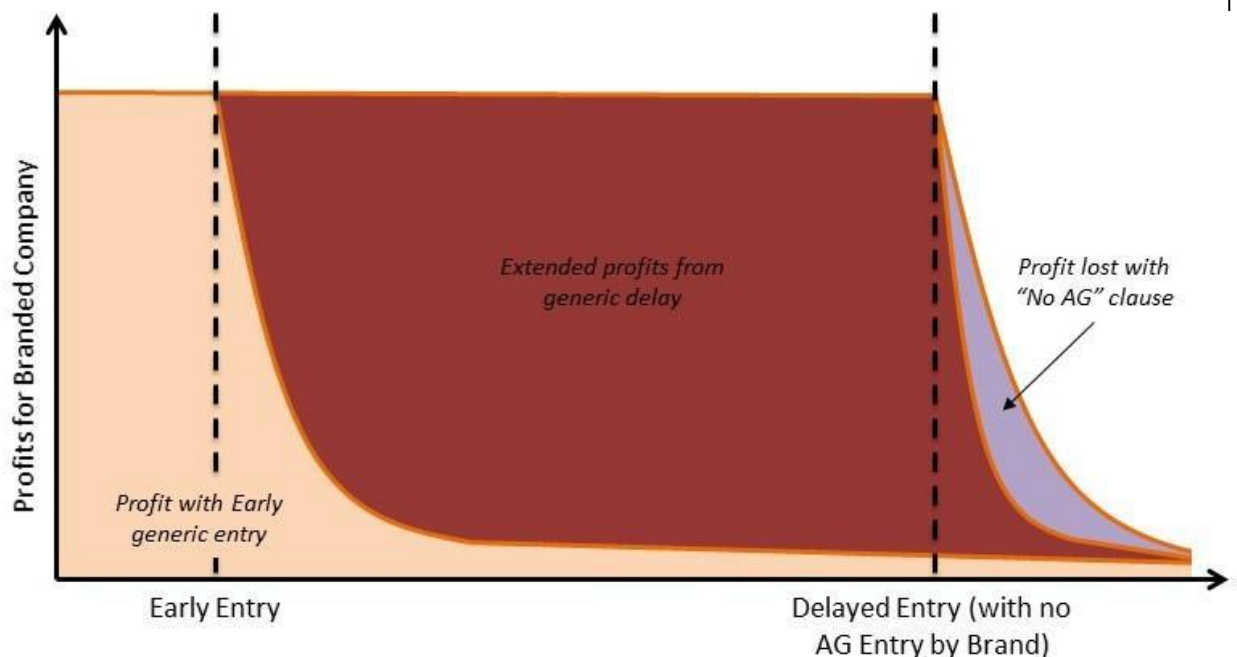 Profits for Branded Company
Extended profits from
generic delay
Profit lost with
“No AG” clause
Profit with Early
generic entry
Early Entry
Delayed Entry (with no
AG Entry by Brand)